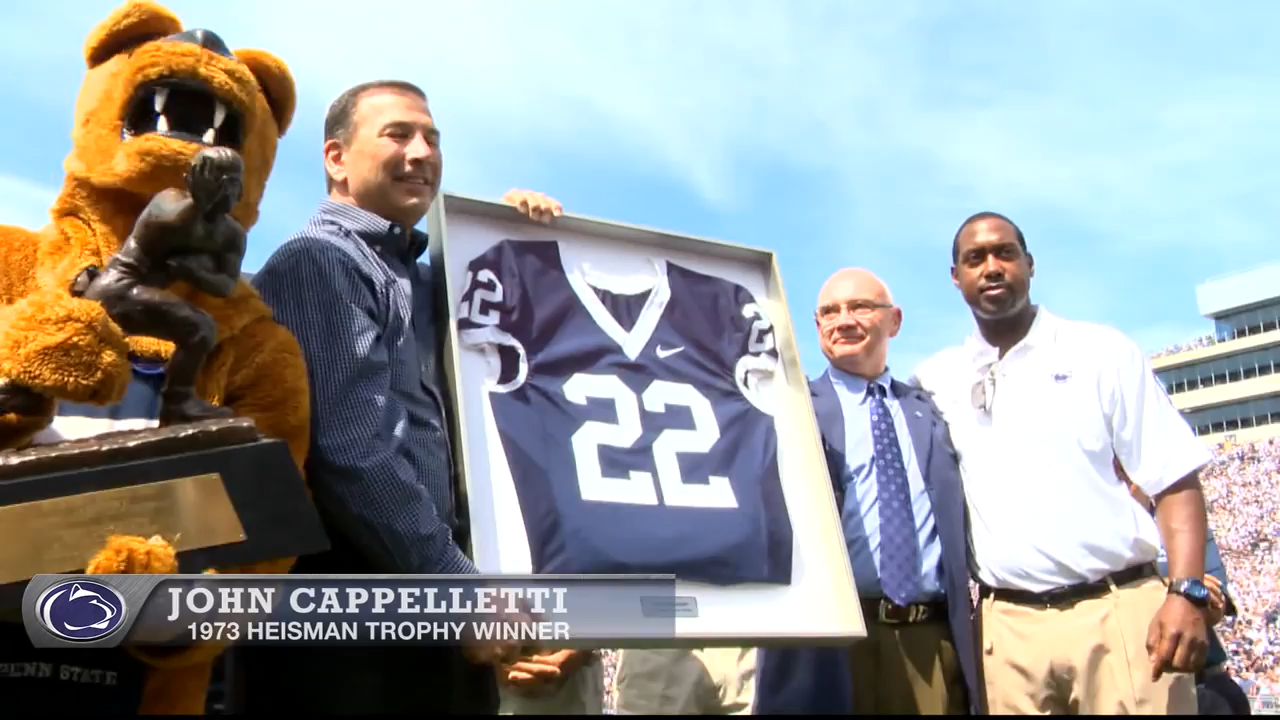 22
22
22
JOHN CAPPELLETTI
1973 HEISMAN TROPHY WINNER
PENN STATE